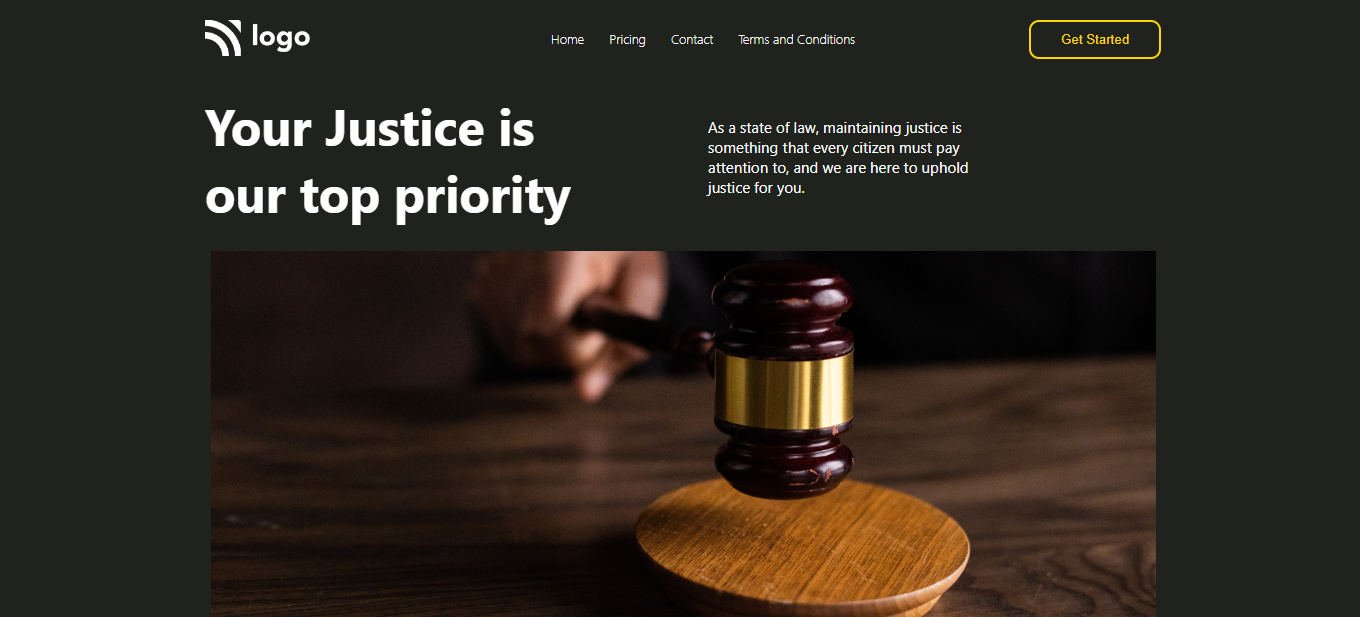 logo
Home
Pricing
Contact
Terms and Conditions
Get Started
Your Justice is
our top priority
As a state of law, maintaining justice is
something that every citizen must pay
attention to, and we are here to uphold
justice for you.